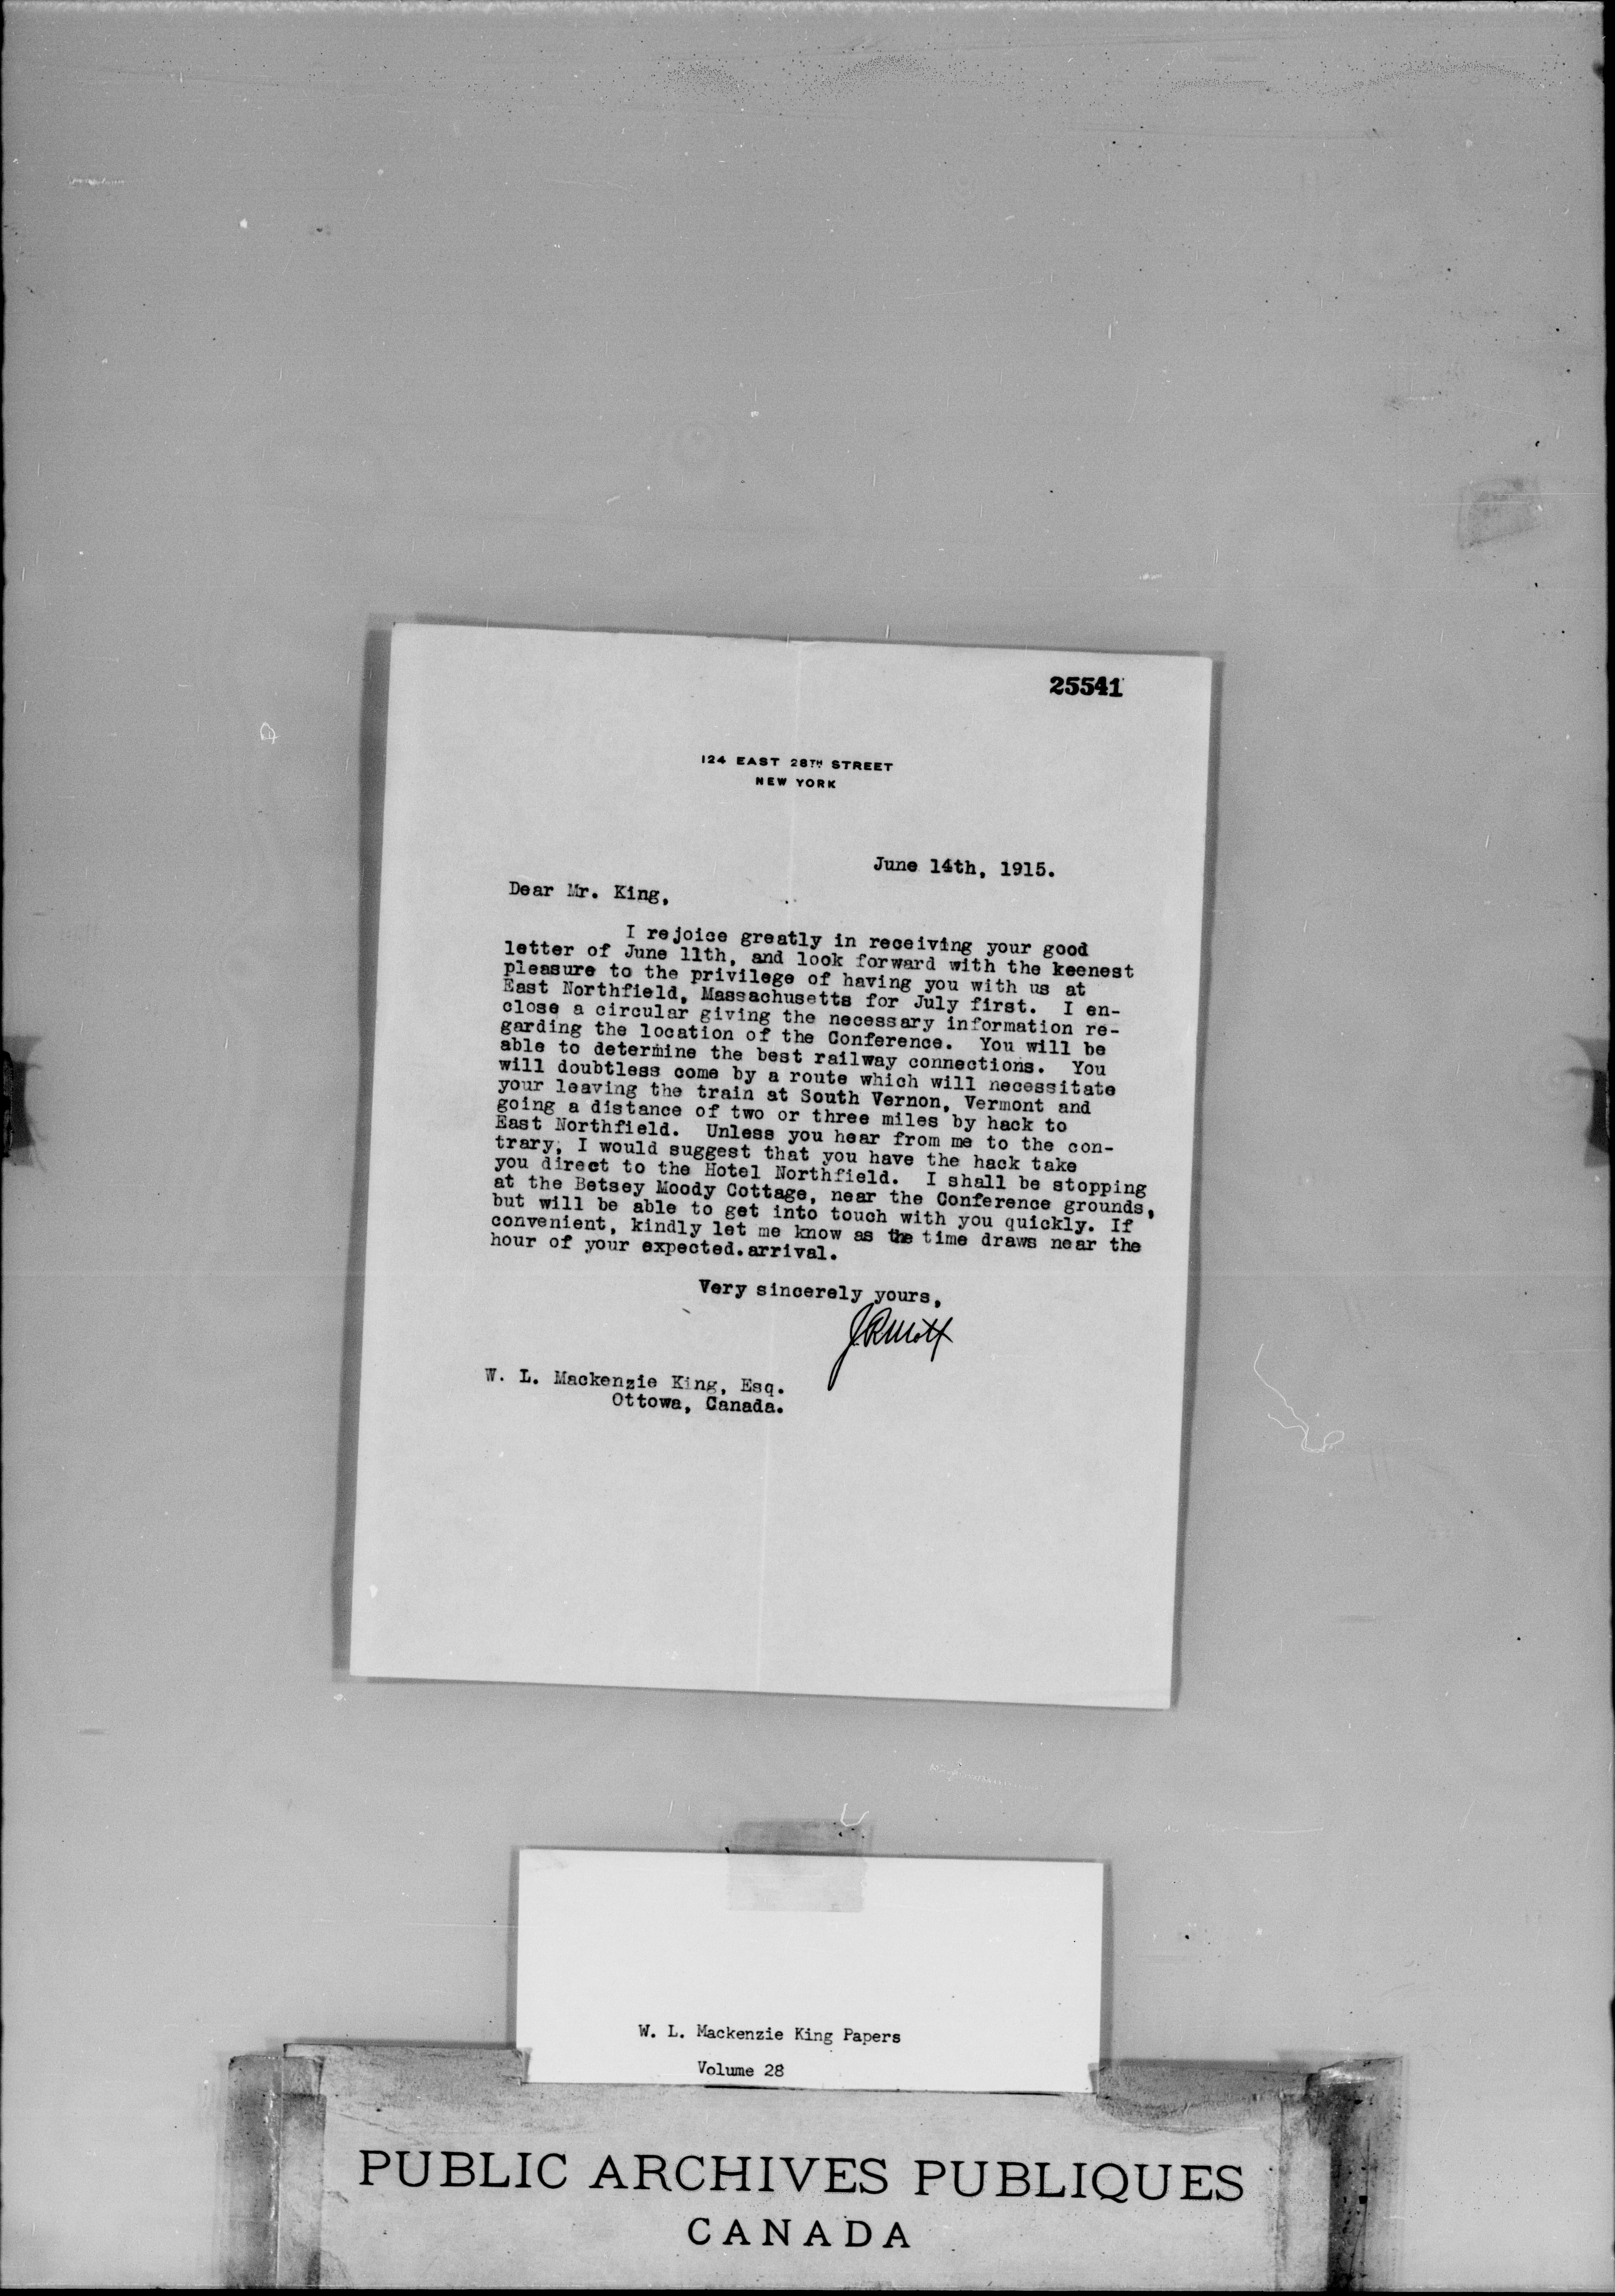 25541
124 EAST 28TH STREET
NEW YORK
June 14th, 1915.
Dear Mr. King,
I rejoice greatly in receiving your good
letter of June 11th, and look forward with the keenest
pleasure to the privilege of having you with us at
East Northfield, Massachusetts for July first. I en-
close a circular giving the necessary information re-
garding the location of the Conference. You will be
able to determine the best railway connections. You
will doubtless come by a route which will necessitate
your leaving the train at South Vernon, Vermont and
going a distance of two or three miles by hack to
East Northfield. Unless you hear from me to the con-
trary, I would suggest that you have the hack take
you direct to the Hotel Northfield. I shall be stopping
at the Betsey Moody Cottage, near the Conference grounds,
but will be able to get into touch with you quickly. If
convenient, kindly let me know as the time draws near the
hour of your expected.arrival.
Very sincerely yours,
J.R.Mott
W. L. Mackenzie King, Esq.
Ottowa, Canada.
W. L. Mackenzie King Papers
Volume 28
PUBLIC ARCHIVES PUBLIQUES
CANADA